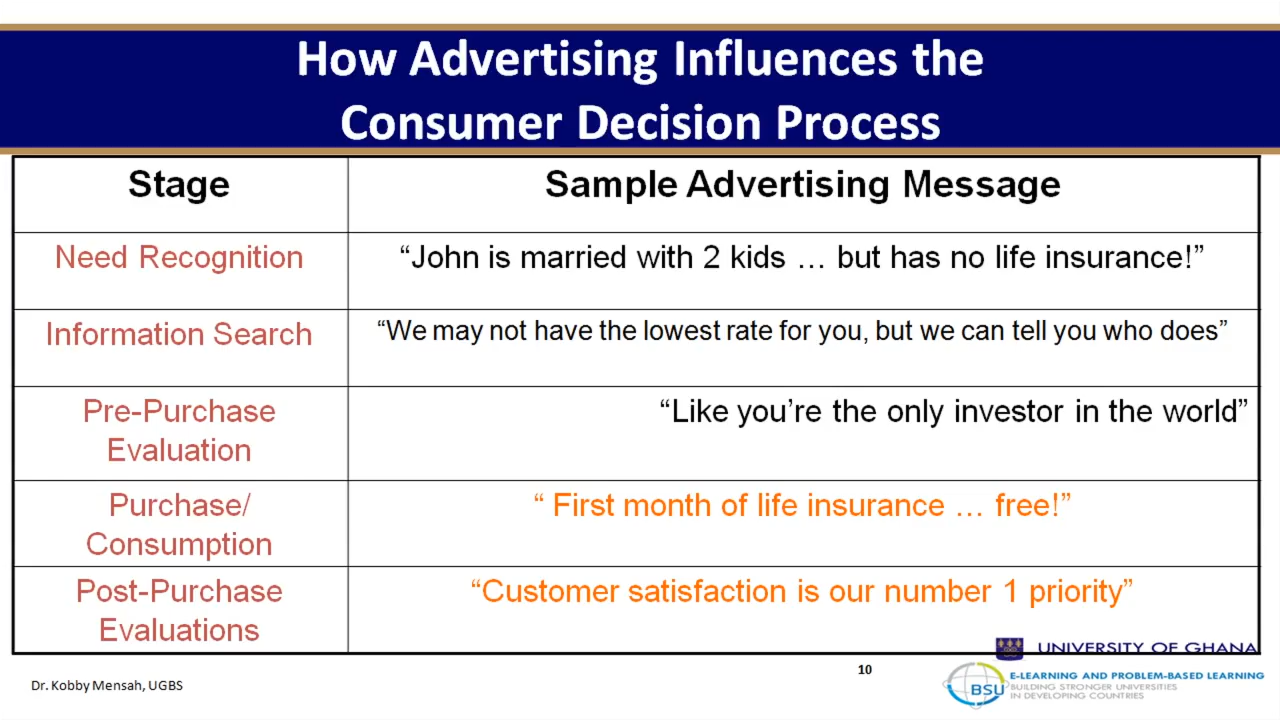 How Advertising Influences the
Consumer Decision Process
Stage
Sample Advertising Message
Need Recognition
“John is married with 2 kids … but has no life insurance!”
Information Search
“We may not have the lowest rate for you, but we can tell you who does”
Pre-Purchase
Evaluation
“Like you’re the only investor in the world”
Purchase/
Consumption
“ First month of life insurance … free!”
Post-Purchase
Evaluations
“Customer satisfaction is our number 1 priority”
UNIVERSITY OF GHANA
Dr. Kobby Mensah, UGBS
10
BSU
E-LEARNING AND PROBLEM-BASED LEARNING
BUILDING STRONGER UNIVERSITIES
IN DEVELOPING COUNTRIES